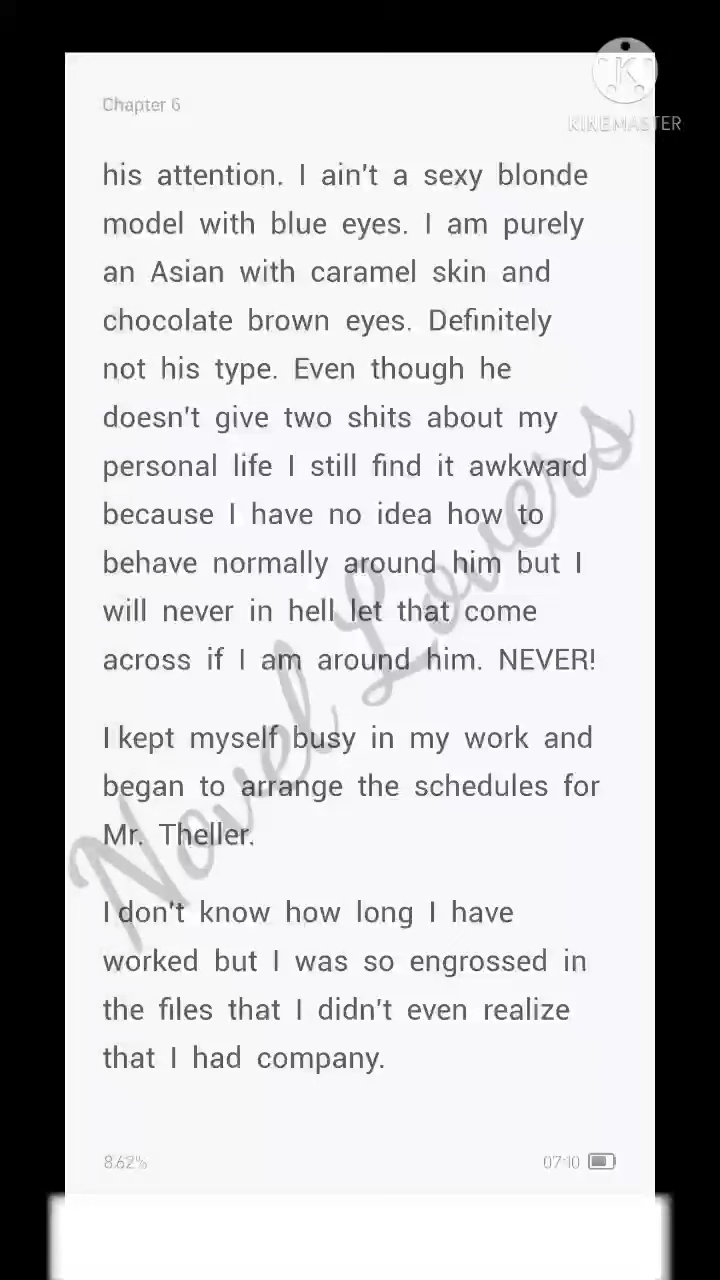 Chapter 6
KINEMASTER
his attention. I ain't a sexy blonde
model with blue eyes. I am purely
an Asian with caramel skin and
chocolate brown eyes. Definitely
not his type. Even though he
doesn't give two shits about my
personal life I still find it awkward
because I have no idea how to
behave normally around him but I
will never in hell let that come
across if I am around him. NEVER!
I kept myself busy in my work and
began to arrange the schedules for
Mr. Theller.
I don't know how long I have
worked but I was so engrossed in
the files that I didn't even realize
that I had company.
Novel Lovers
8.62%
07:10